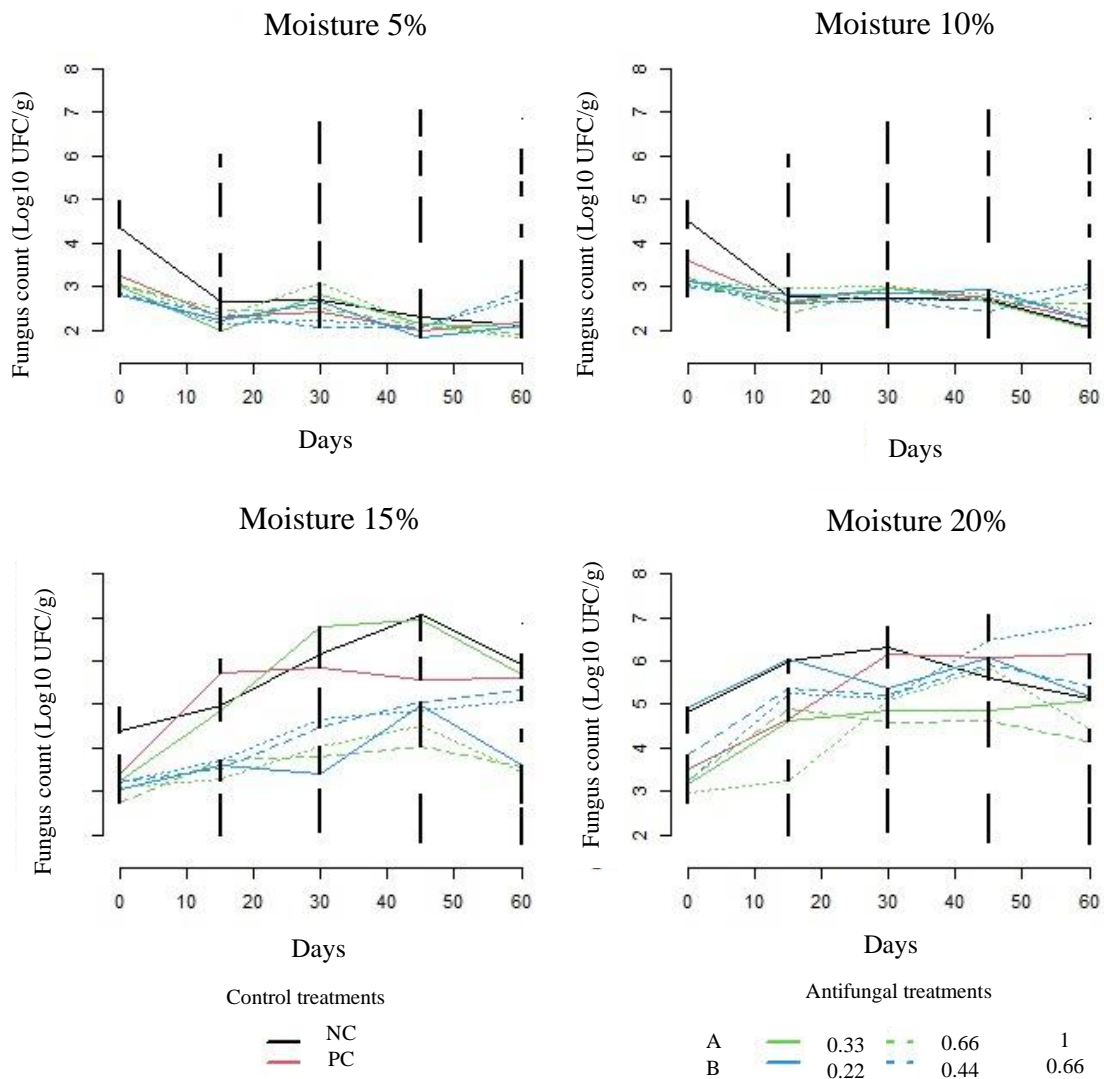 Moisture 5%
Moisture 10%
Fungus count (Log10 UFC/g)
8
7
6
5
4
3
2
0 10 20 30 40 50 60
Days
Fungus count (Log10 UFC/g)
8
7
6
5
4
3
2
0 10 20 30 40 50 60
Days
Moisture 15%
Moisture 20%
Fungus count (Log10 UFC/g)
0 10 20 30 40 50 60
Days
Fungus count (Log10 UFC/g)
8
7
6
5
4
3
2
0 10 20 30 40 50 60
Days
Control treatments
NC
PC
Antifungal treatments
A 0.33 0.66 1
B 0.22 0.44 0.66